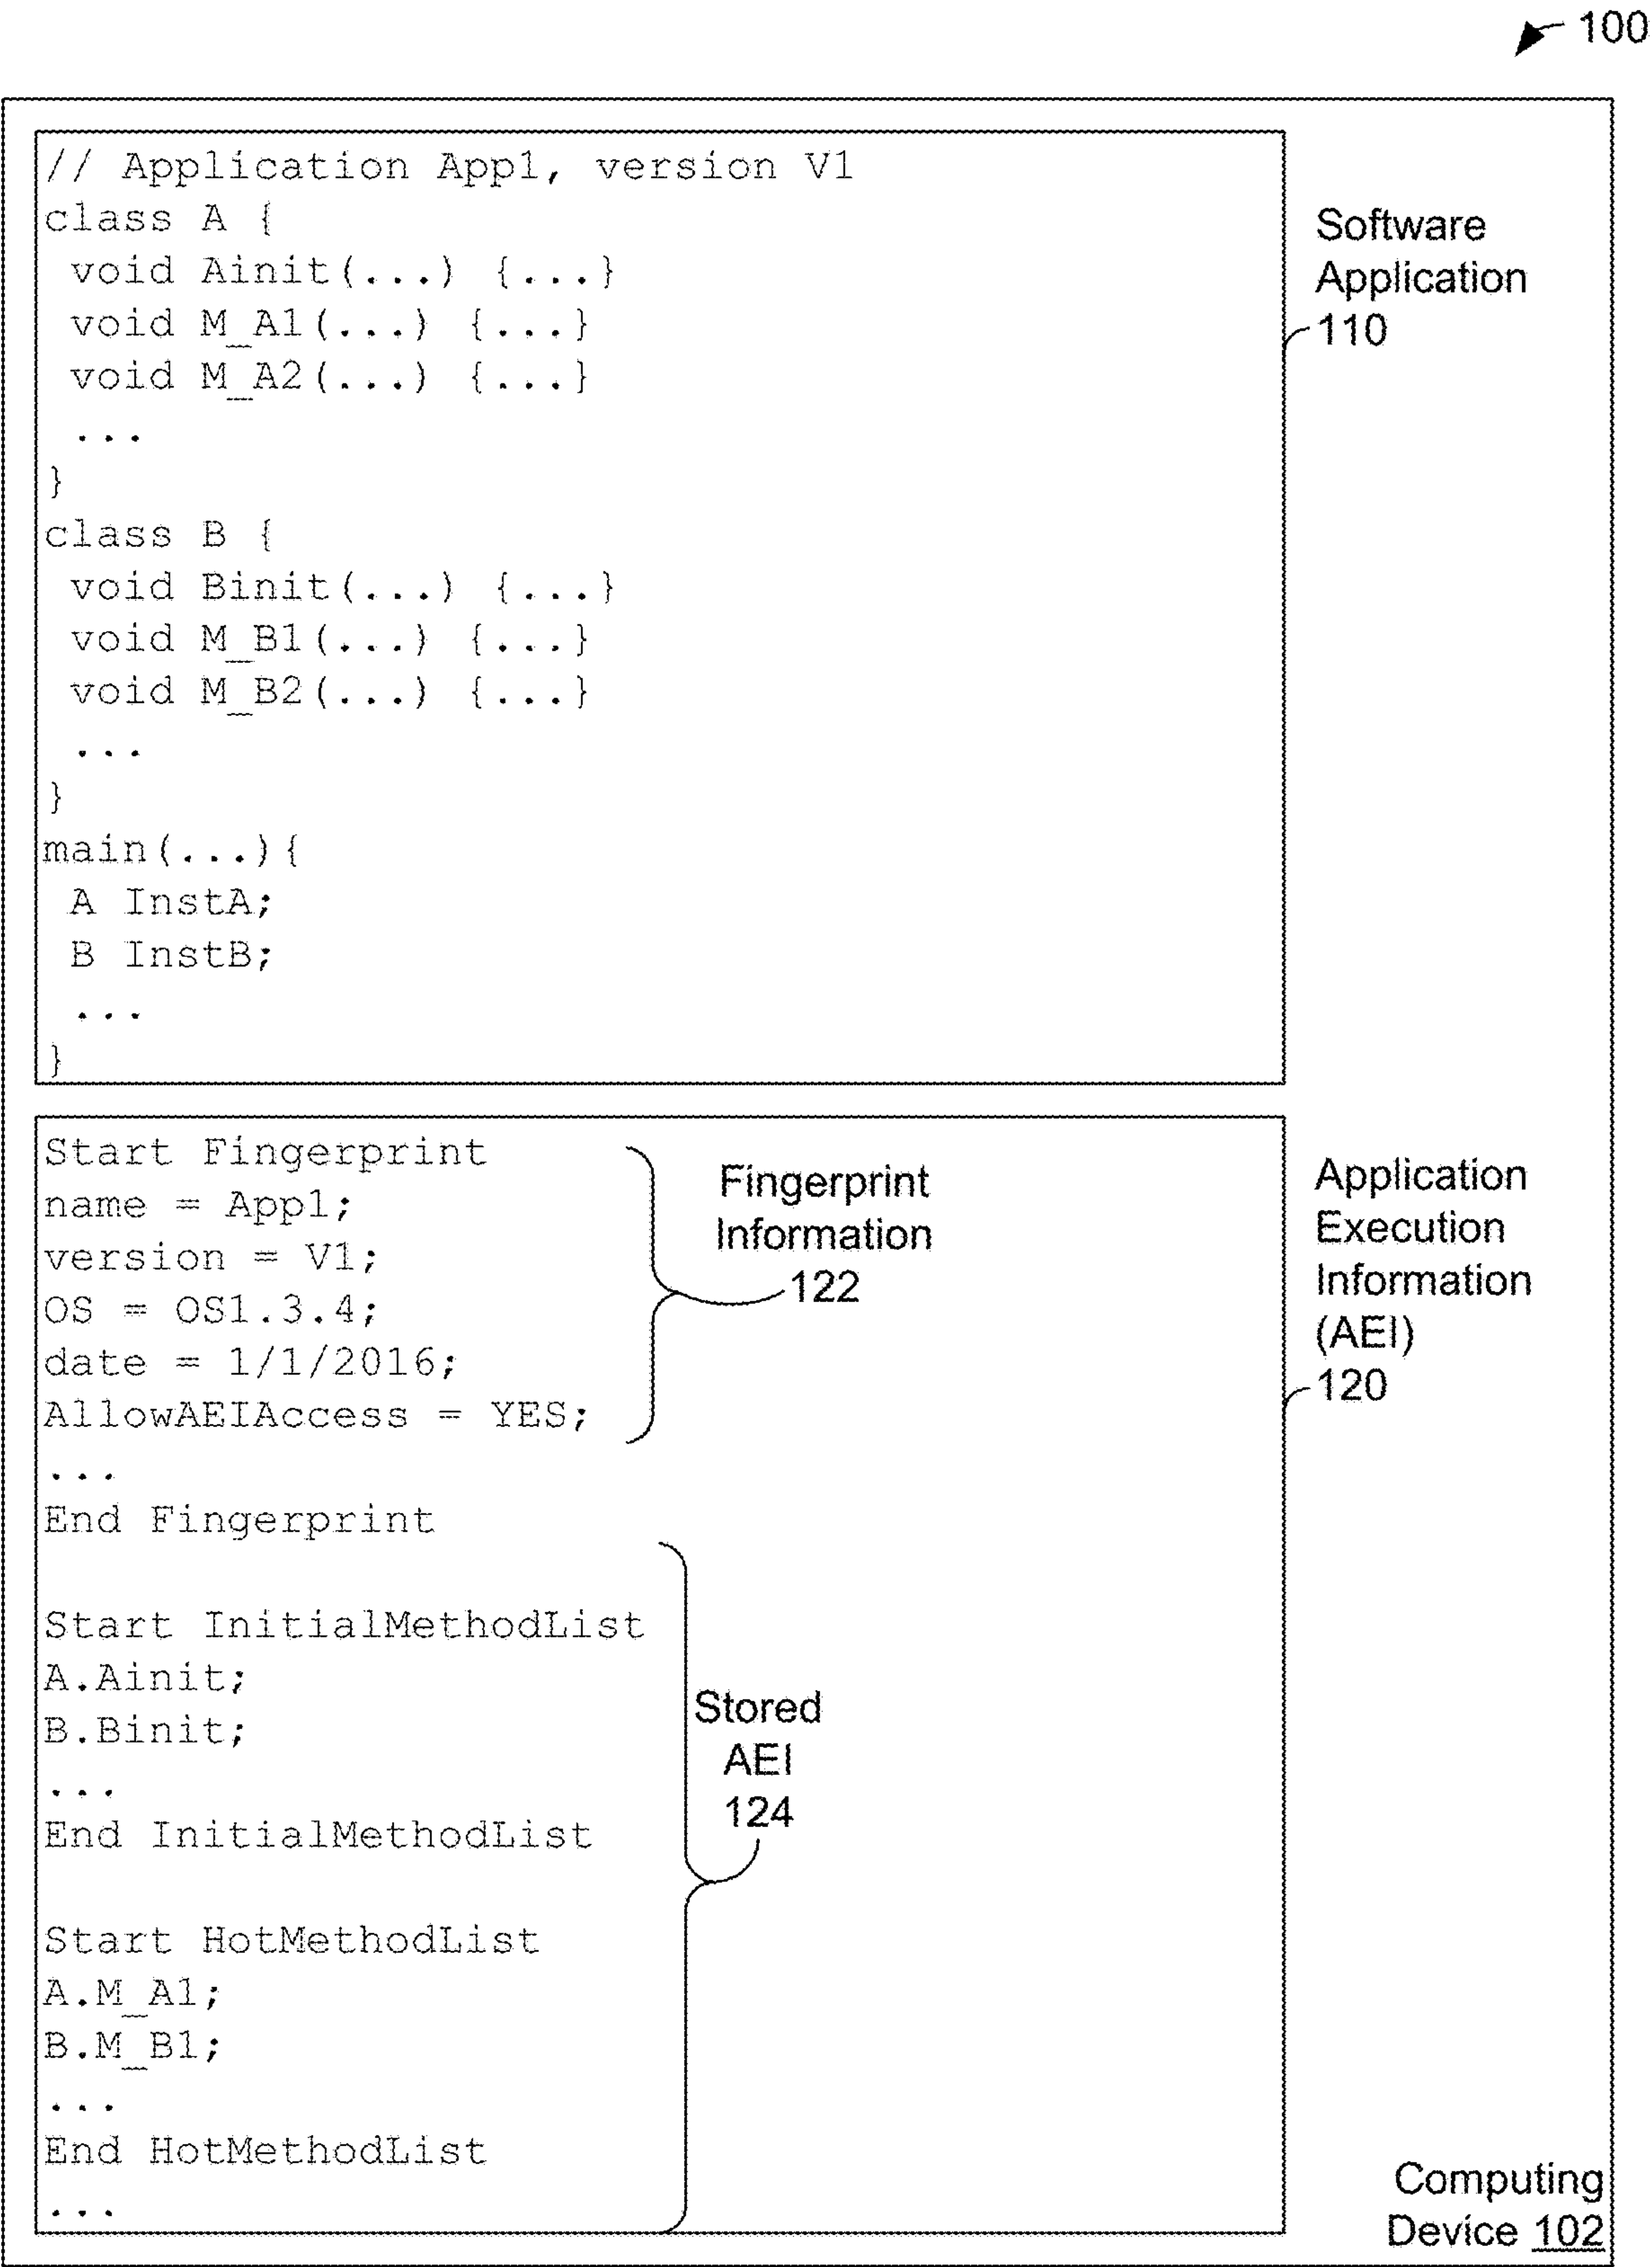 100
// Application App1, version V1
class A {
void Ainit(...) {...}
void M_A1(...) {...}
void M_A2(...) {...}
...
}
class B {
void Binit(...) {...}
void M_B1(...) {...}
void M_B2(...) {...}
...
}
main(...){
A InstA;
B InstB;
...
}
Software
Application
110
Start Fingerprint
name = App1;
version = V1;
OS = OS1.3.4;
date = 1/1/2016;
AllowAEIAccess = YES;
...
End Fingerprint
Fingerprint
Information
122
Start InitialMethodList
A.Ainit;
B.Binit;
...
End InitialMethodList
Start HotMethodList
A.M_A1;
B.M_B1;
...
End HotMethodList
...
Stored
AEI
124
Application
Execution
Information
(AEI)
120
Computing
Device 102